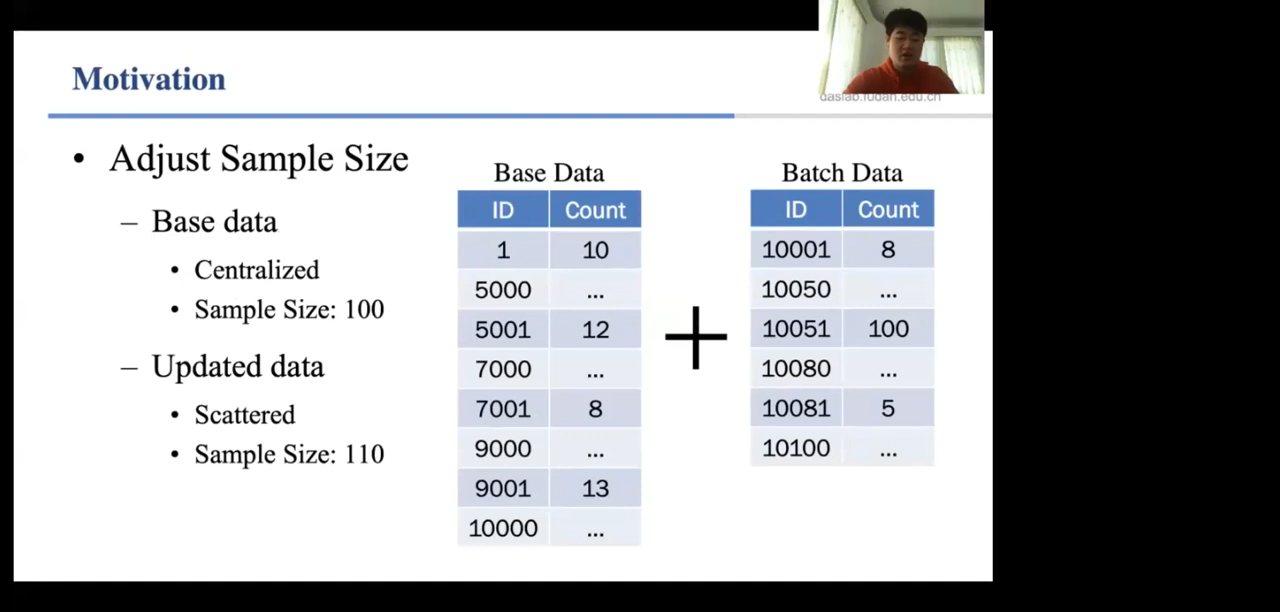 Motivation
daslab.fudan.edu.cn
• Adjust Sample Size
– Base data
• Centralized
• Sample Size: 100
– Updated data
• Scattered
• Sample Size: 110
Base Data
ID Count
1 10
5000 ...
5001 12
7000 ...
7001 8
9000 ...
9001 13
10000 ...
+
Batch Data
ID Count
10001 8
10050 ...
10051 100
10080 ...
10081 5
10100 ...